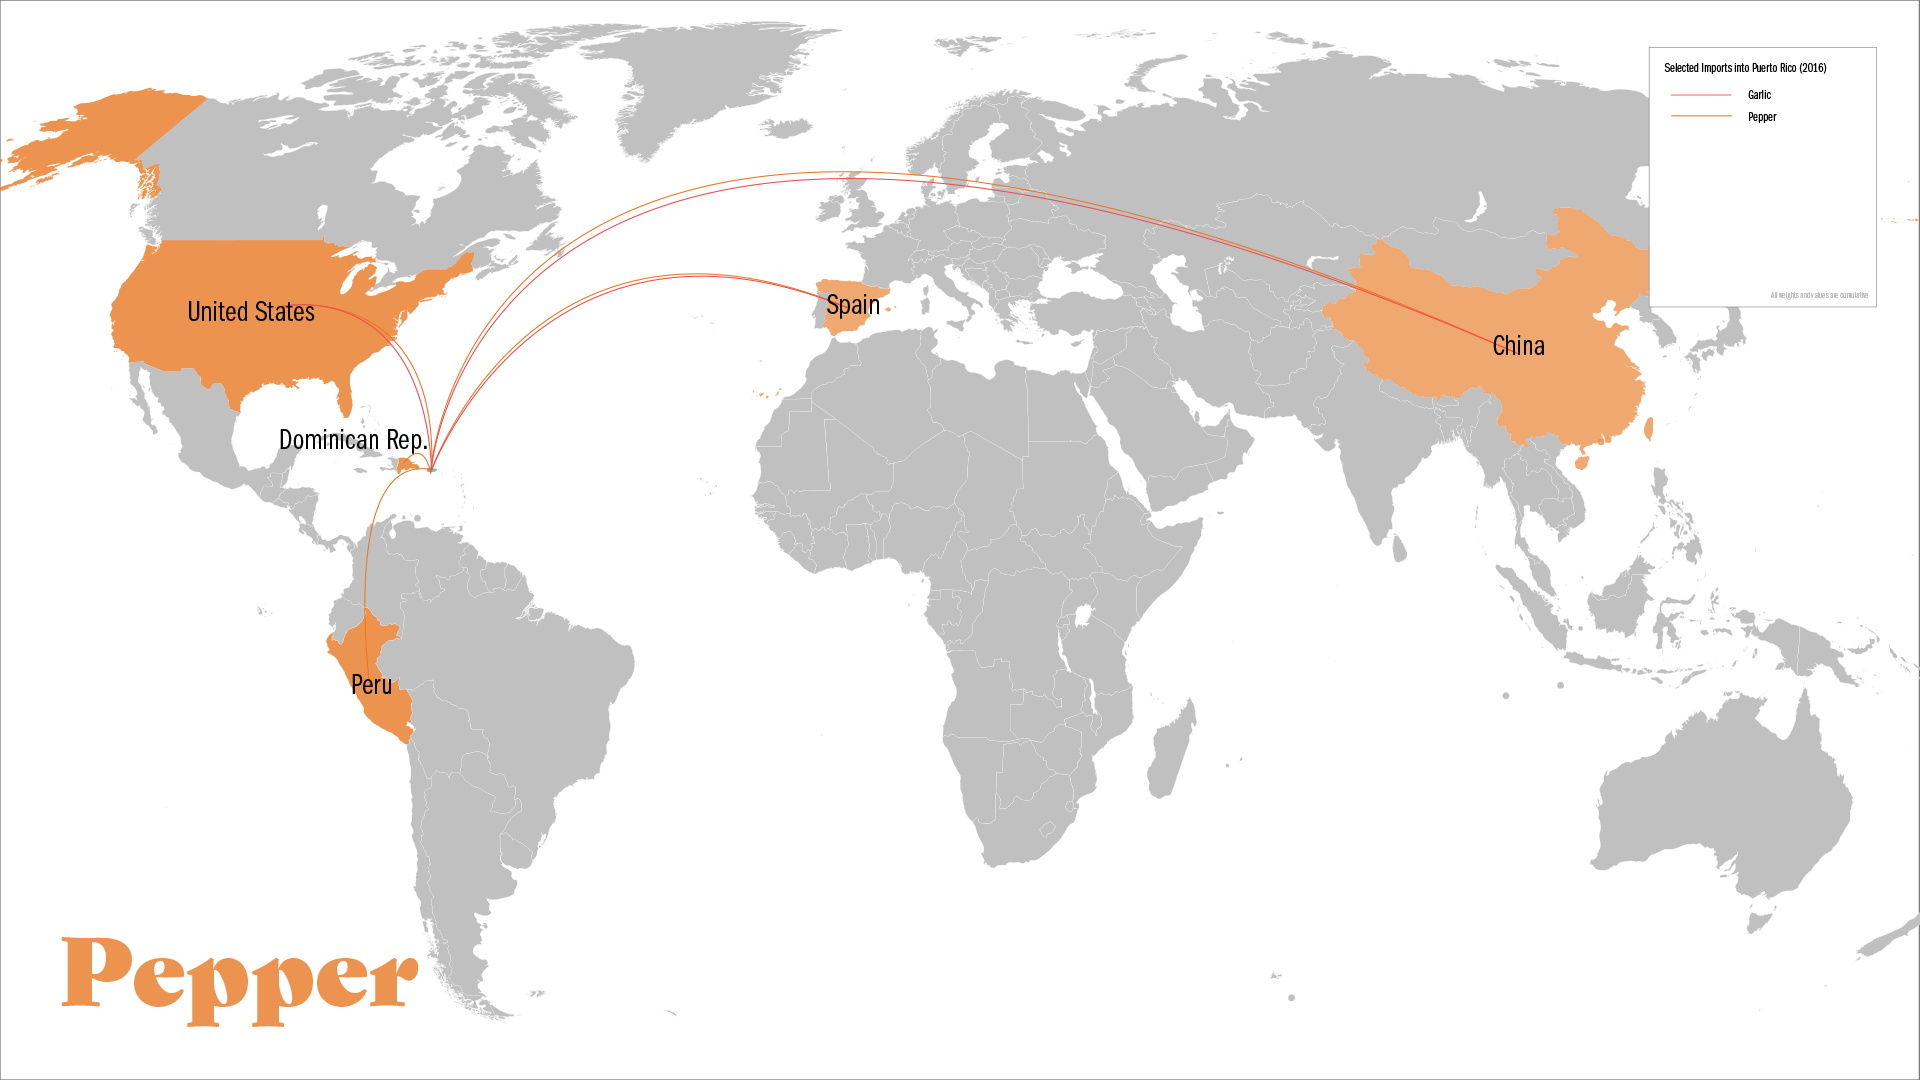 Selected Imports into Puerto Rico (2016)
Garlic
Pepper
All weights and values are cumulative
United States
Spain
China
Dominican Rep.
Peru
Pepper